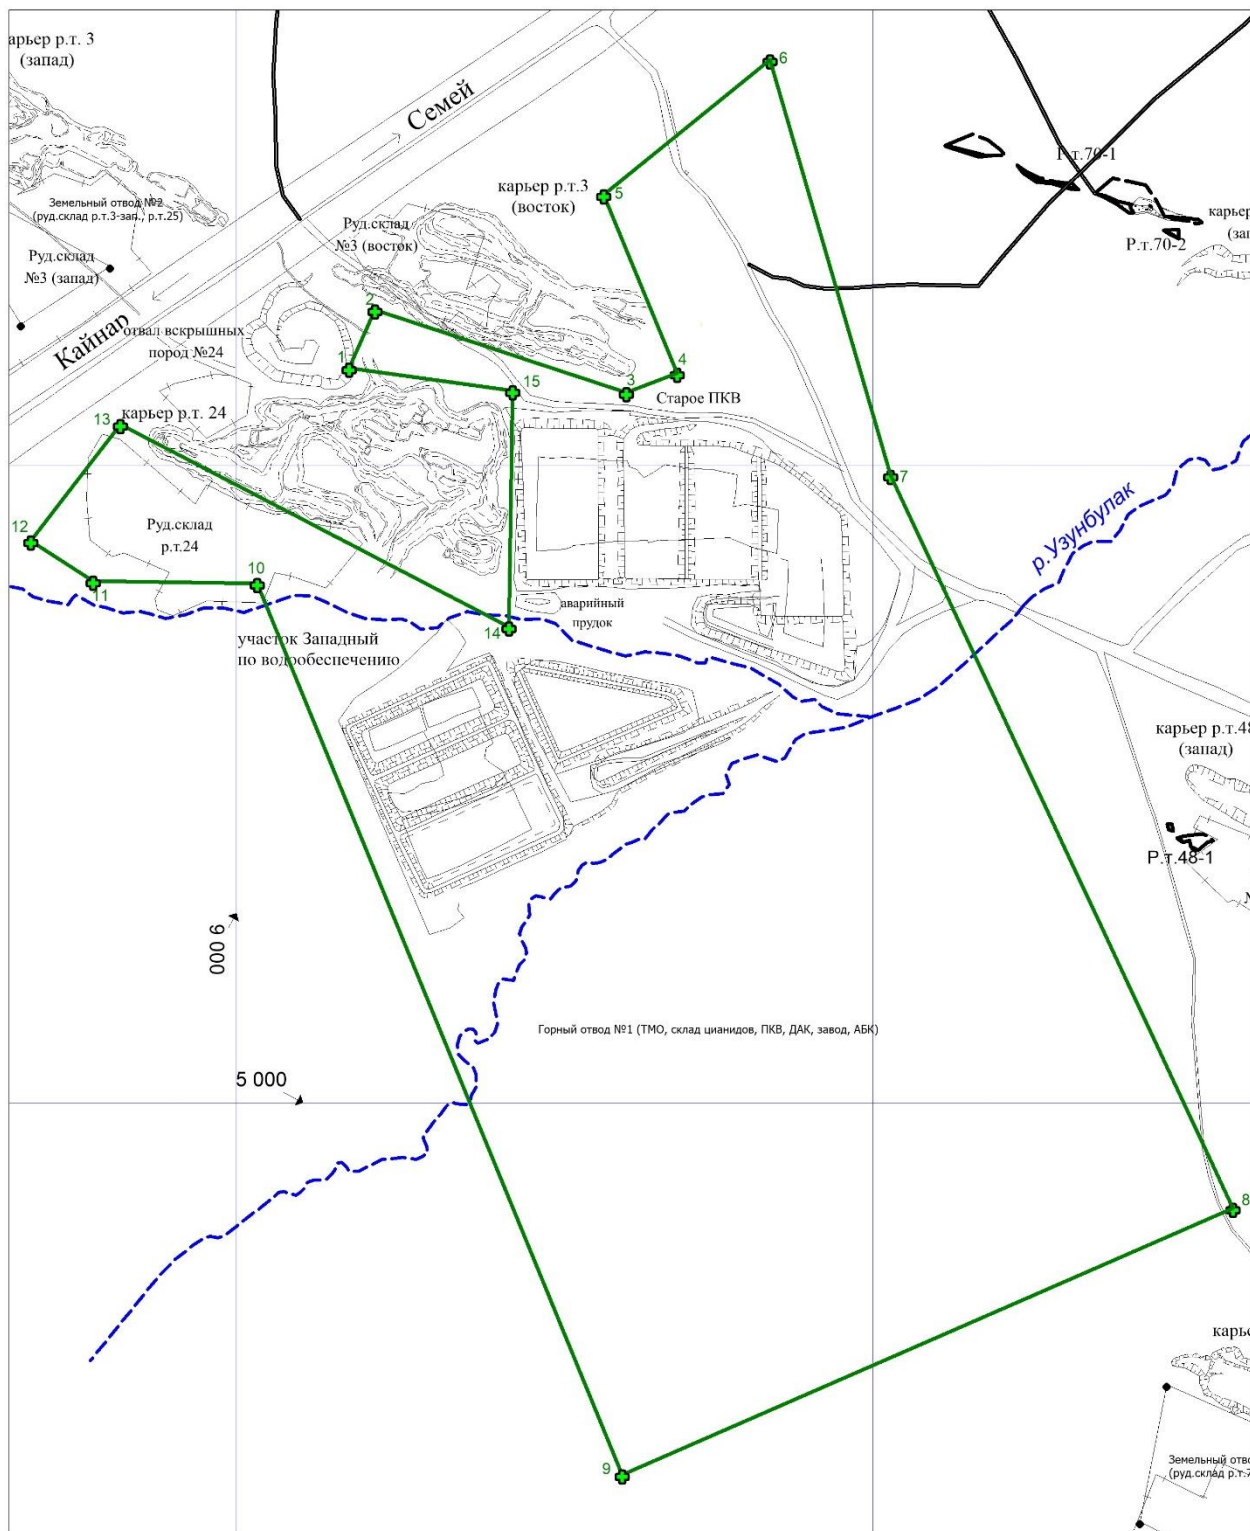 карьер р.т. 3
(запад)
Семей
6
Р.т.70-1
карьер р.т.3
(восток)
5
Земельный отвод №2
(руд.склад р.т.3-зап., р.т.25)
Руд.склад
№3 (восток)
Р.т.70-2
Руд.склад
№3 (запад)
2
Кайнар
отвал вскрышных
пород №24
1
4
15
3
Старое ПКВ
13
карьер р.т. 24
7
р.Узунбулак
12
Руд.склад
р.т.24
10
11
аварийный
прудок
14
участок Западный
по водообеспечению
карьер р.т.48
(запад)
Р.т.48-1
9 000
Горный отвод №1 (ТМО, склад цианидов, ПКВ, ДАК, завод, АБК)
5 000
8
9